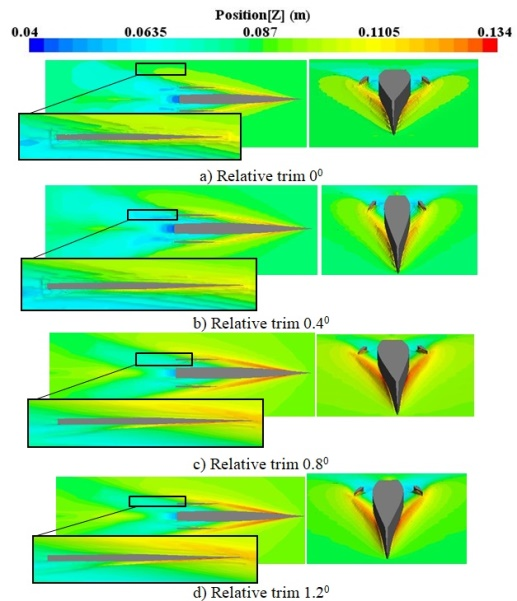 Position[Z] (m)
0.04 0.0635 0.087 0.1105 0.134
a) Relative trim 0⁰
b) Relative trim 0.4⁰
c) Relative trim 0.8⁰
d) Relative trim 1.2⁰